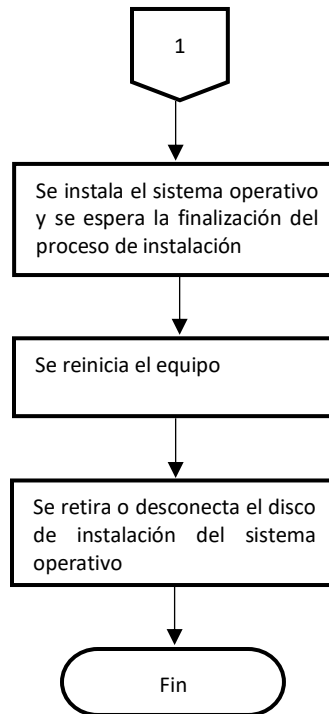 1
Se instala el sistema operativo
y se espera la finalización del
proceso de instalación
Se reinicia el equipo
Se retira o desconecta el disco
de instalación del sistema
operativo
Fin